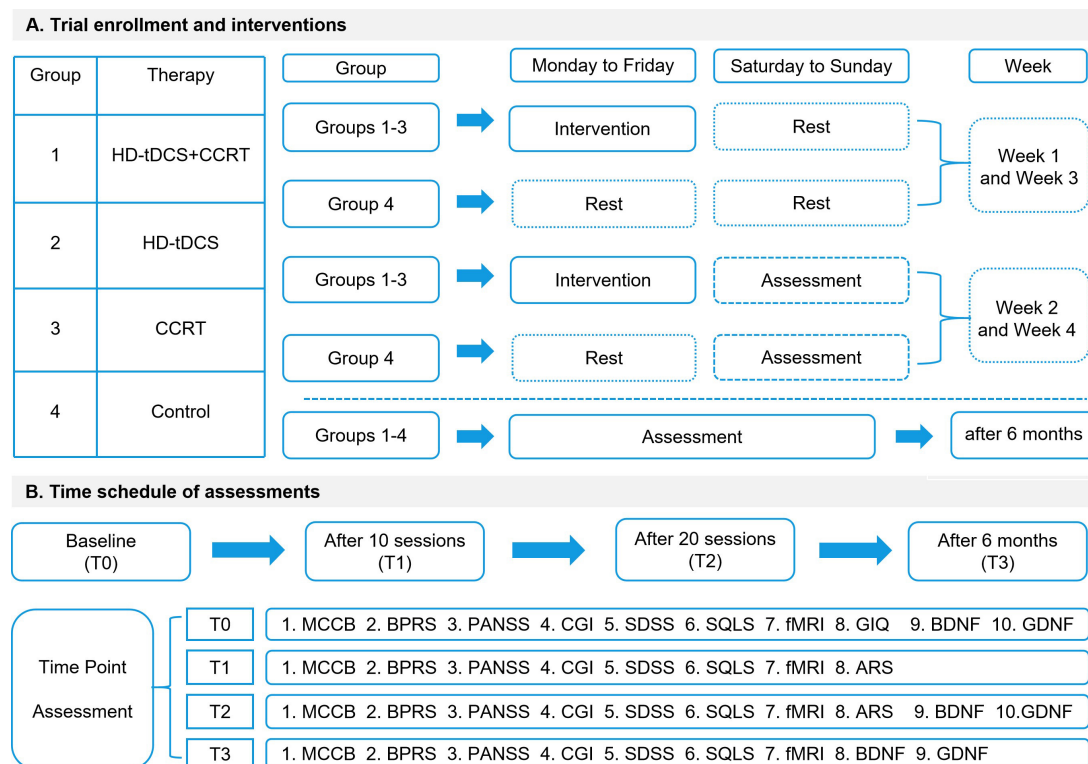 A. Trial enrollment and interventions
Group Therapy
1 HD-tDCS+CCRT
2 HD-tDCS
3 CCRT
4 Control
Group Monday to Friday Saturday to Sunday Week
Groups 1-3 Intervention Rest
Group 4 Rest Rest
Week 1
and Week 3
Groups 1-3 Intervention Assessment
Group 4 Rest Assessment
Week 2
and Week 4
Groups 1-4 Assessment after 6 months
B. Time schedule of assessments
Baseline
(T0)
After 10 sessions
(T1)
After 20 sessions
(T2)
After 6 months
(T3)
Time Point
Assessment
T0 1. MCCB 2. BPRS 3. PANSS 4. CGI 5. SDSS 6. SQLS 7. fMRI 8. GIQ 9. BDNF 10. GDNF
T1 1. MCCB 2. BPRS 3. PANSS 4. CGI 5. SDSS 6. SQLS 7. fMRI 8. ARS
T2 1. MCCB 2. BPRS 3. PANSS 4. CGI 5. SDSS 6. SQLS 7. fMRI 8. ARS 9. BDNF 10.GDNF
T3 1. MCCB 2. BPRS 3. PANSS 4. CGI 5. SDSS 6. SQLS 7. fMRI 8. BDNF 9. GDNF